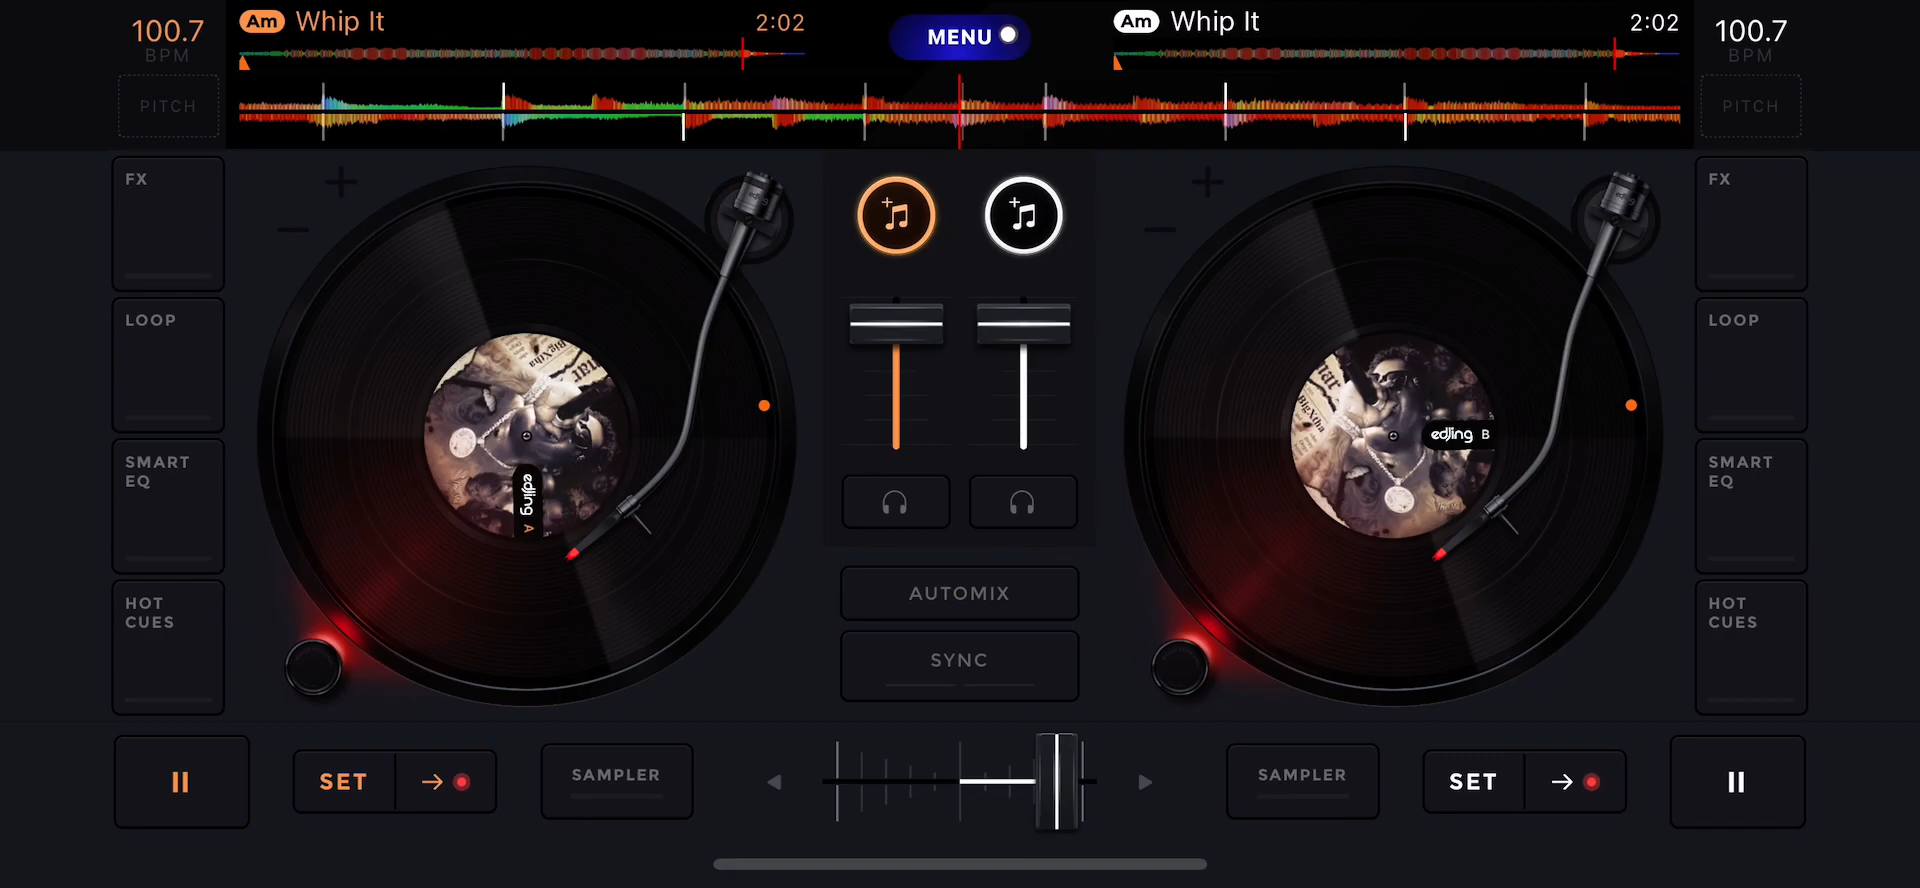 100.7
BPM
PITCH
Am Whip It 2:02
MENU
Am Whip It 2:02
100.7
BPM
PITCH
FX
LOOP
SMART
EQ
HOT
CUES
BigXtha
edjing A
BigXtha
edjing B
AUTOMIX
SYNC
FX
LOOP
SMART
EQ
HOT
CUES
SET
SAMPLER
SAMPLER
SET